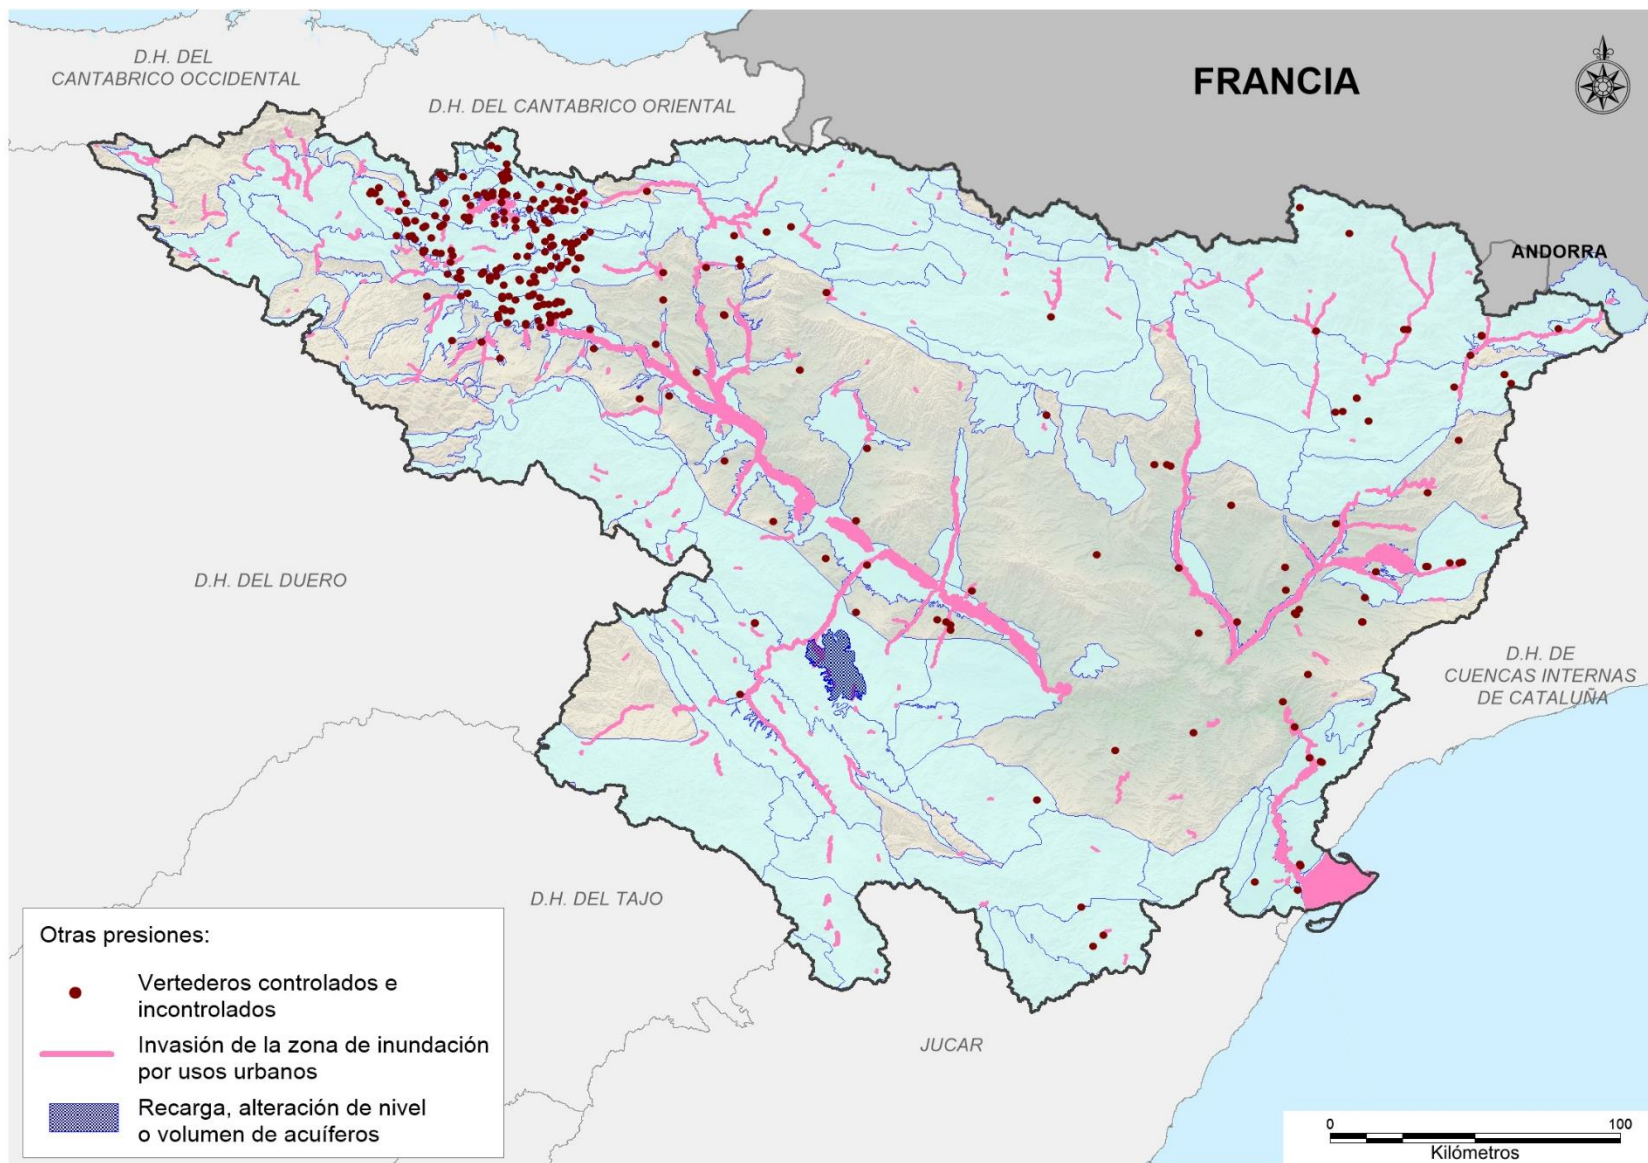 D.H. DEL
CANTABRICO OCCIDENTAL
D.H. DEL CANTABRICO ORIENTAL
FRANCIA
ANDORRA
D.H. DEL DUERO
D.H. DE
CUENCAS INTERNAS
DE CATALUÑA
D.H. DEL TAJO
JUCAR
Otras presiones:
Vertederos controlados e
incontrolados
Invasión de la zona de inundación
por usos urbanos
Recarga, alteración de nivel
o volumen de acuíferos
0 100
Kilómetros